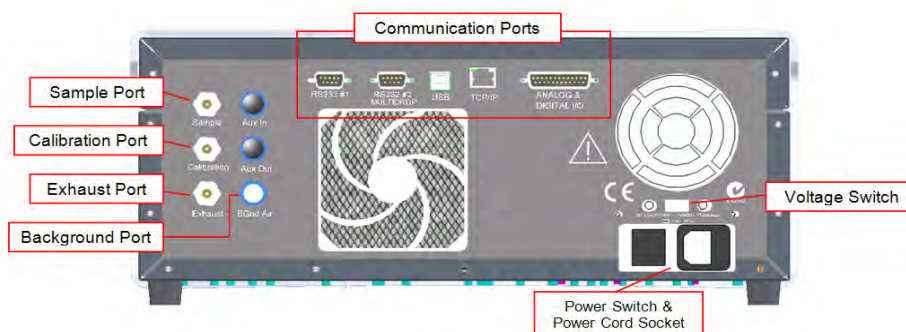 Communication Ports
Sample Port
Calibration Port
Exhaust Port
Background Port
RS232 #1
RS232 #2
MULTIDROP
USB
TCP/IP
ANALOG &
DIGITAL I/O
Sample
Aux In
Calibration
Aux Out
Exhaust
BGnd Air
CE
Voltage Switch
Power Switch &
Power Cord Socket